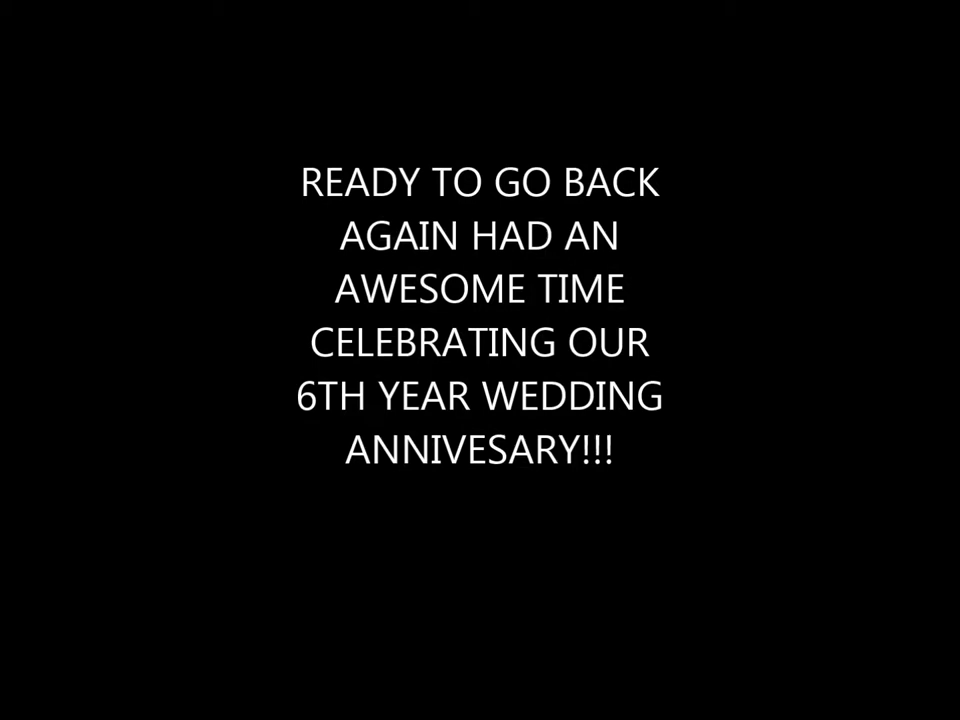 READY TO GO BACK
AGAIN HAD AN
AWESOME TIME
CELEBRATING OUR
6TH YEAR WEDDING
ANNIVESARY!!!